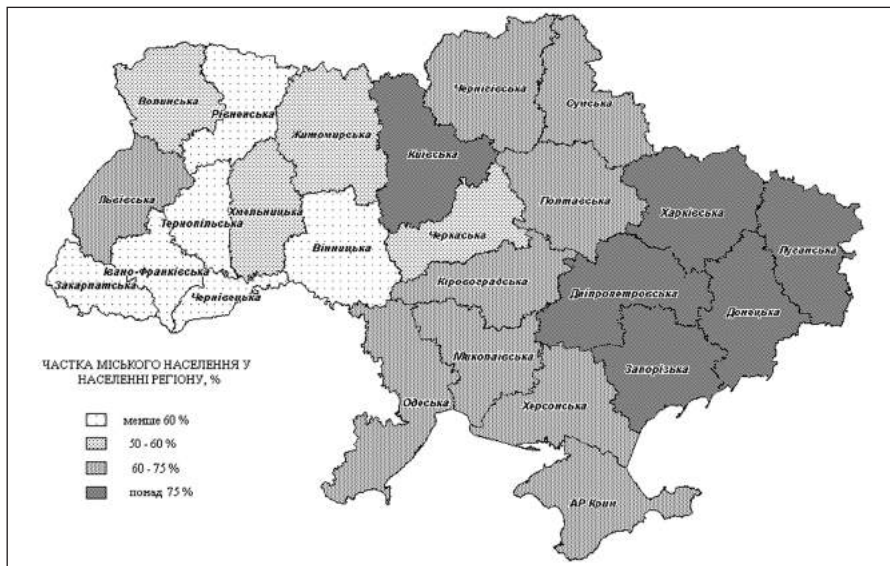 Чернігівська
Сумська
Волинська
Рівненська
Житомирська
Київська
Львівська
Тернопільська
Хмельницька
Полтавська
Харківська
Луганська
Вінницька
Черкаська
Івано-Франківська
Закарпатська
Чернівецька
Кіровоградська
Дніпропетровська
Донецька
Миколаївська
Запорізька
Одеська
Херсонська
АР Крим
ЧАСТКА МІСЬКОГО НАСЕЛЕННЯ У
НАСЕЛЕННІ РЕГІОНУ, %
менше 60 %
50 - 60 %
60 - 75 %
понад 75 %